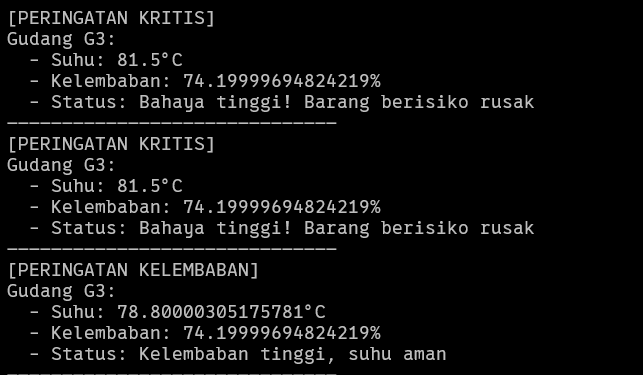 [PERINGATAN KRITIS]
Gudang G3:
  - Suhu: 81.5°C
  - Kelembaban: 74.19999694824219%
  - Status: Bahaya tinggi! Barang berisiko rusak
------------------------------
[PERINGATAN KRITIS]
Gudang G3:
  - Suhu: 81.5°C
  - Kelembaban: 74.19999694824219%
  - Status: Bahaya tinggi! Barang berisiko rusak
------------------------------
[PERINGATAN KELEMBABAN]
Gudang G3:
  - Suhu: 78.80000305175781°C
  - Kelembaban: 74.19999694824219%
  - Status: Kelembaban tinggi, suhu aman
------------------------------